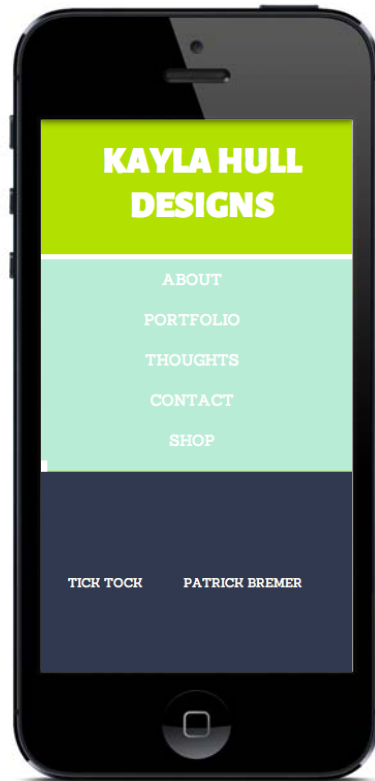 KAYLA HULL
DESIGNS
ABOUT
PORTFOLIO
THOUGHTS
CONTACT
SHOP
TICK TOCK PATRICK BREMER